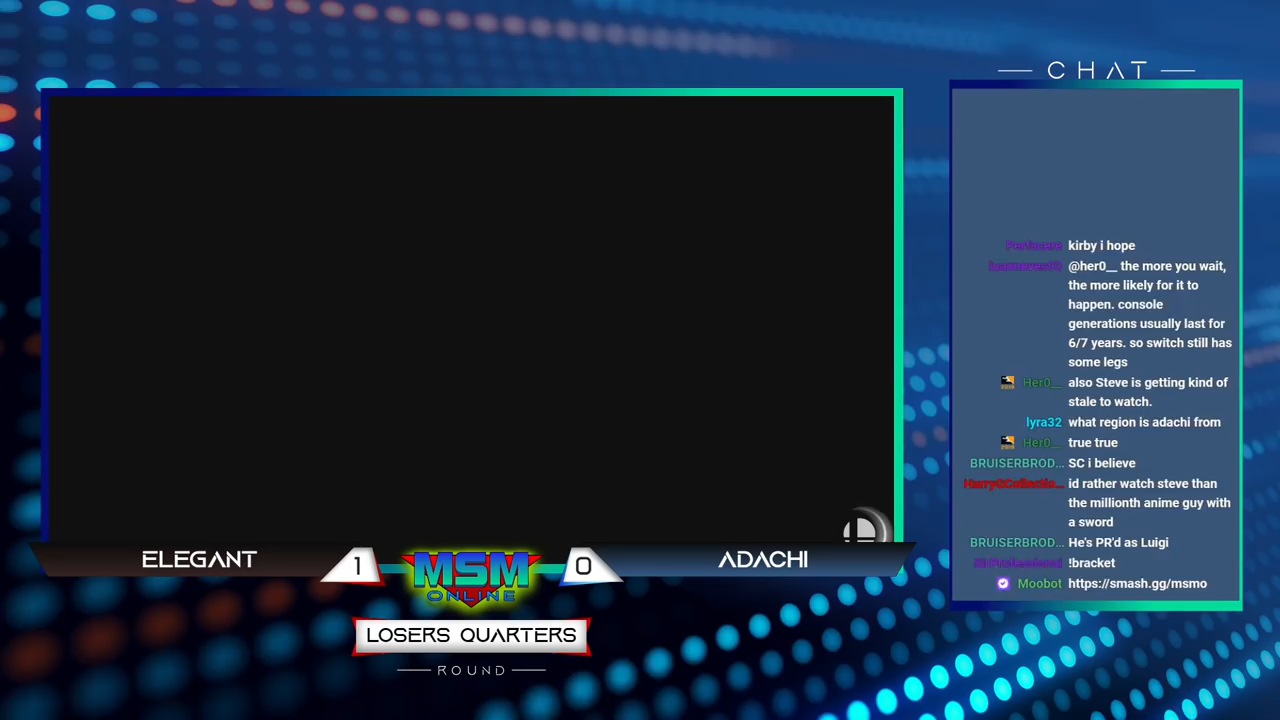 CHAT
kirby i hope
@her0__ the more you wait,
the more likely for it to
happen. console
generations usually last for
6/7 years. so switch still has
some legs
Her0__ also Steve is getting kind of
stale to watch.
lyra32 what region is adachi from
Her0__ true true
BRUISERBROD... SC i believe
id rather watch steve than
the millionth anime guy with
a sword
BRUISERBROD... He's PR'd as Luigi
!bracket
Moobot https://smash.gg/msmo
ELEGANT 1 MSM ONLINE 0 ADACHI
LOSERS QUARTERS
ROUND